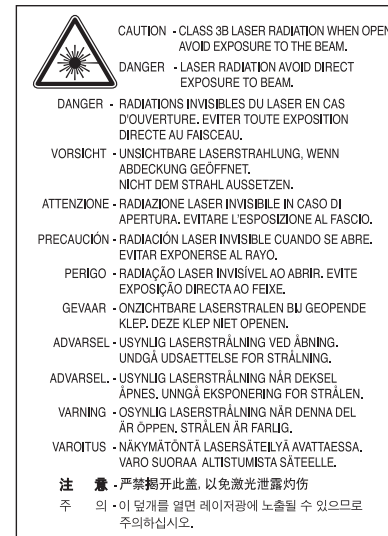 CAUTION - CLASS 3B LASER RADIATION WHEN OPEN
AVOID EXPOSURE TO THE BEAM.
DANGER - LASER RADIATION AVOID DIRECT
EXPOSURE TO BEAM.
DANGER - RADIATIONS INVISIBLES DU LASER EN CAS
D'OUVERTURE. EVITER TOUTE EXPOSITION
DIRECTE AU FAISCEAU.
VORSICHT - UNSICHTBARE LASERSTRAHLUNG, WENN
ABDECKUNG GEÖFFNET.
NICHT DEM STRAHL AUSSETZEN.
ATTENZIONE - RADIAZIONE LASER INVISIBILE IN CASO DI
APERTURA. EVITARE L'ESPOSIZIONE AL FASCIO.
PRECAUCIÓN - RADIACIÓN LASER INVISIBLE CUANDO SE ABRE.
EVITAR EXPONERSE AL RAYO.
PERIGO - RADIAÇÃO LASER INVISÍVEL AO ABRIR. EVITE
EXPOSIÇÃO DIRECTA AO FEIXE.
GEVAAR - ONZICHTBARE LASERSTRALEN BIJ GEOPENDE
KLEP. DEZE KLEP NIET OPENEN.
ADVARSEL - USYNLIG LASERSTRÅLNING VED ÅBNING.
UNDGÅ UDSAETTELSE FOR STRÅLNING.
ADVARSEL. - USYNLIG LASERSTRÅLNING NÅR DEKSEL
ÅPNES. UNNGÅ EKSPONERING FOR STRÅLEN.
VARNING - OSYNLIG LASERSTRÅLNING NÄR DENNA DEL
ÄR ÖPPEN. STRÅLEN ÄR FARLIG.
VAROITUS - NÄKYMÄTÖNTÄ LASERSÄTEILYÄ AVATTAESSA.
VARO SUORAA ALTISTUMISTA SÄTEELLE.
注 意 - 严禁揭开此盖, 以免激光泄露灼伤
주 의 - 이 덮개를 열면 레이저광에 노출될 수 있으므로
주의하십시오.